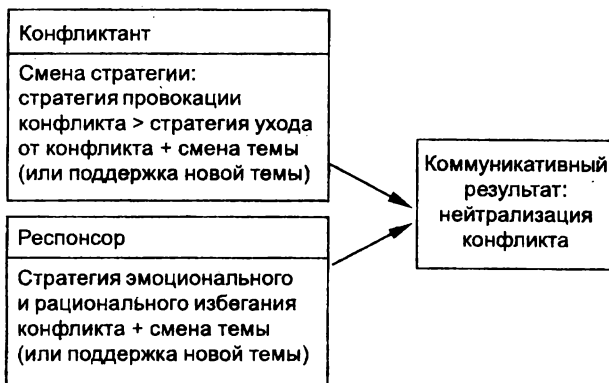 Конфликтант
Смена стратегии:
стратегия провокации
конфликта > стратегия ухода
от конфликта + смена темы
(или поддержка новой темы)
Респонсор
Стратегия эмоционального
и рационального избегания
конфликта + смена темы
(или поддержка новой темы)
Коммуникативный
результат:
нейтрализация
конфликта